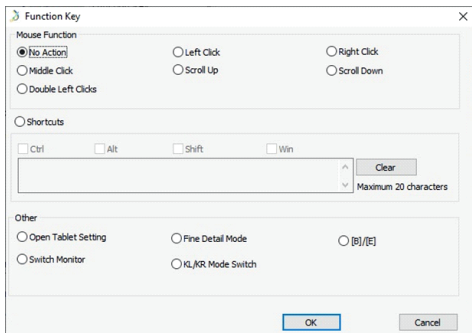 Function Key
Mouse Function
No Action Left Click Right Click
Middle Click Scroll Up Scroll Down
Double Left Clicks
Shortcuts
Ctrl Alt Shift Win
Clear
Maximum 20 characters
Other
Open Tablet Setting Fine Detail Mode [B]/[E]
Switch Monitor KL/KR Mode Switch
OK Cancel